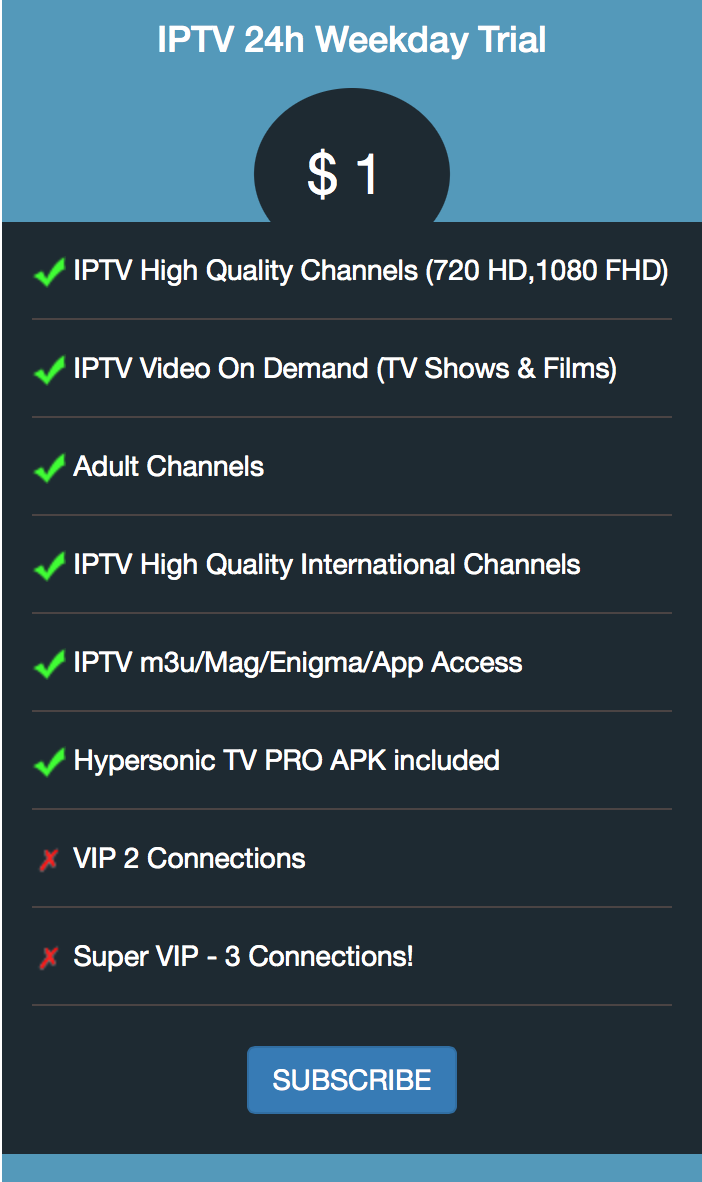 IPTV 24h Weekday Trial
$ 1
IPTV High Quality Channels (720 HD,1080 FHD)
IPTV Video On Demand (TV Shows & Films)
Adult Channels
IPTV High Quality International Channels
IPTV m3u/Mag/Enigma/App Access
Hypersonic TV PRO APK included
VIP 2 Connections
Super VIP - 3 Connections!
SUBSCRIBE